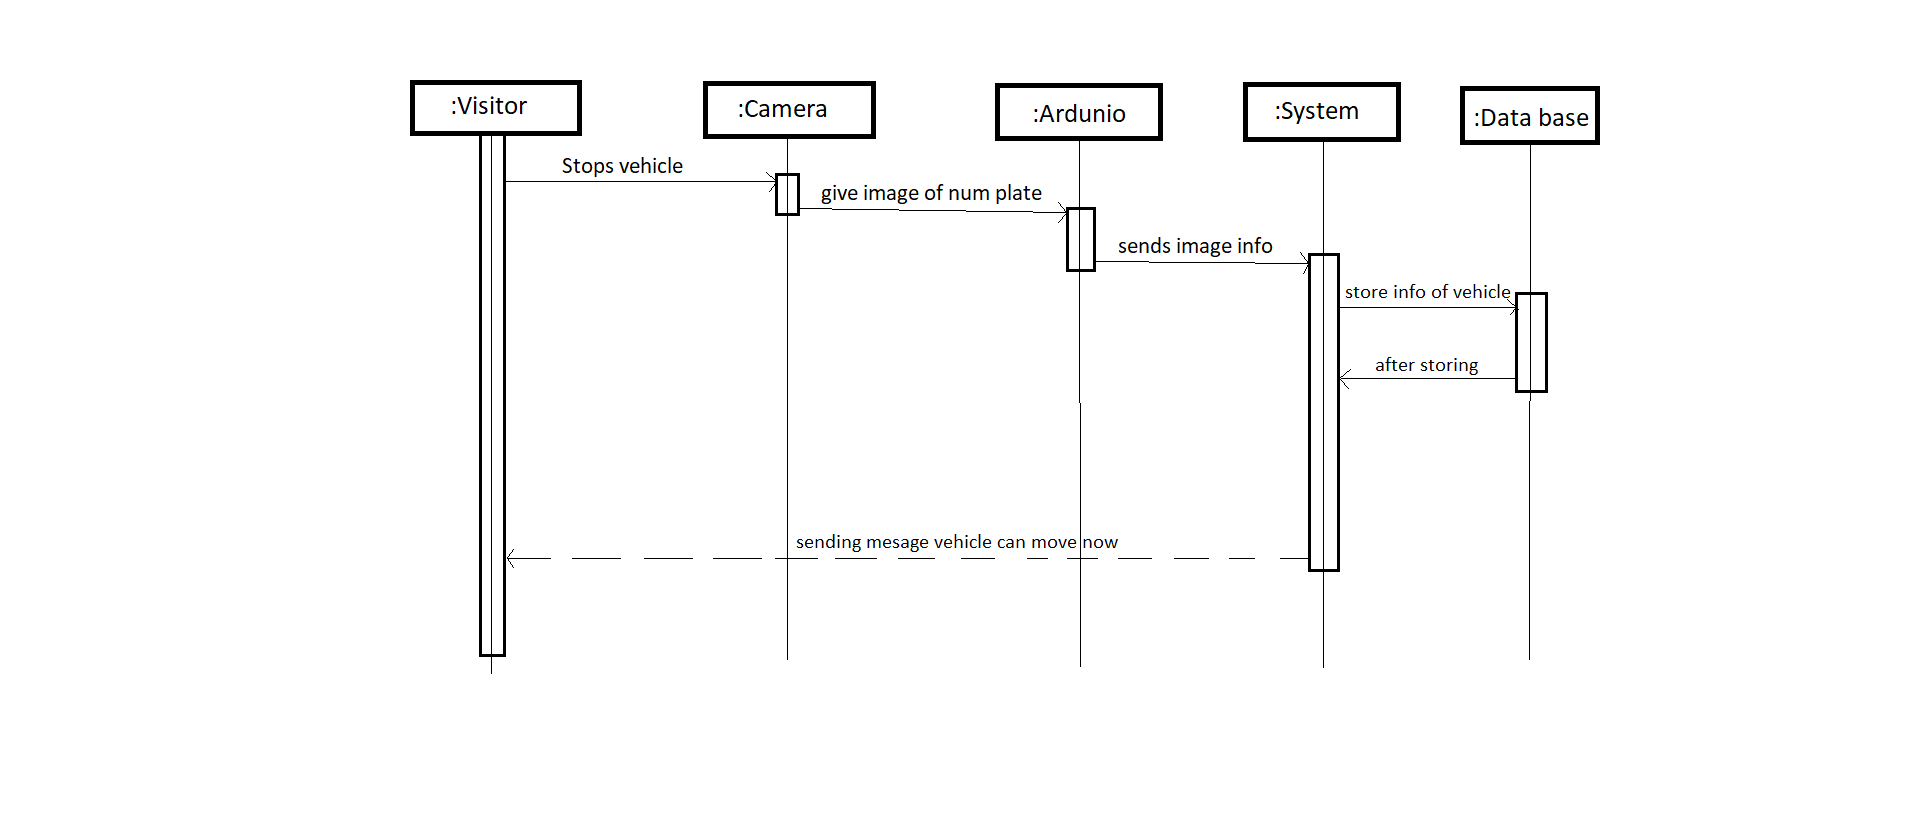 :Visitor
:Camera
:Ardunio
:System
:Data base
Stops vehicle
give image of num plate
sends image info
store info of vehicle
after storing
sending mesage vehicle can move now